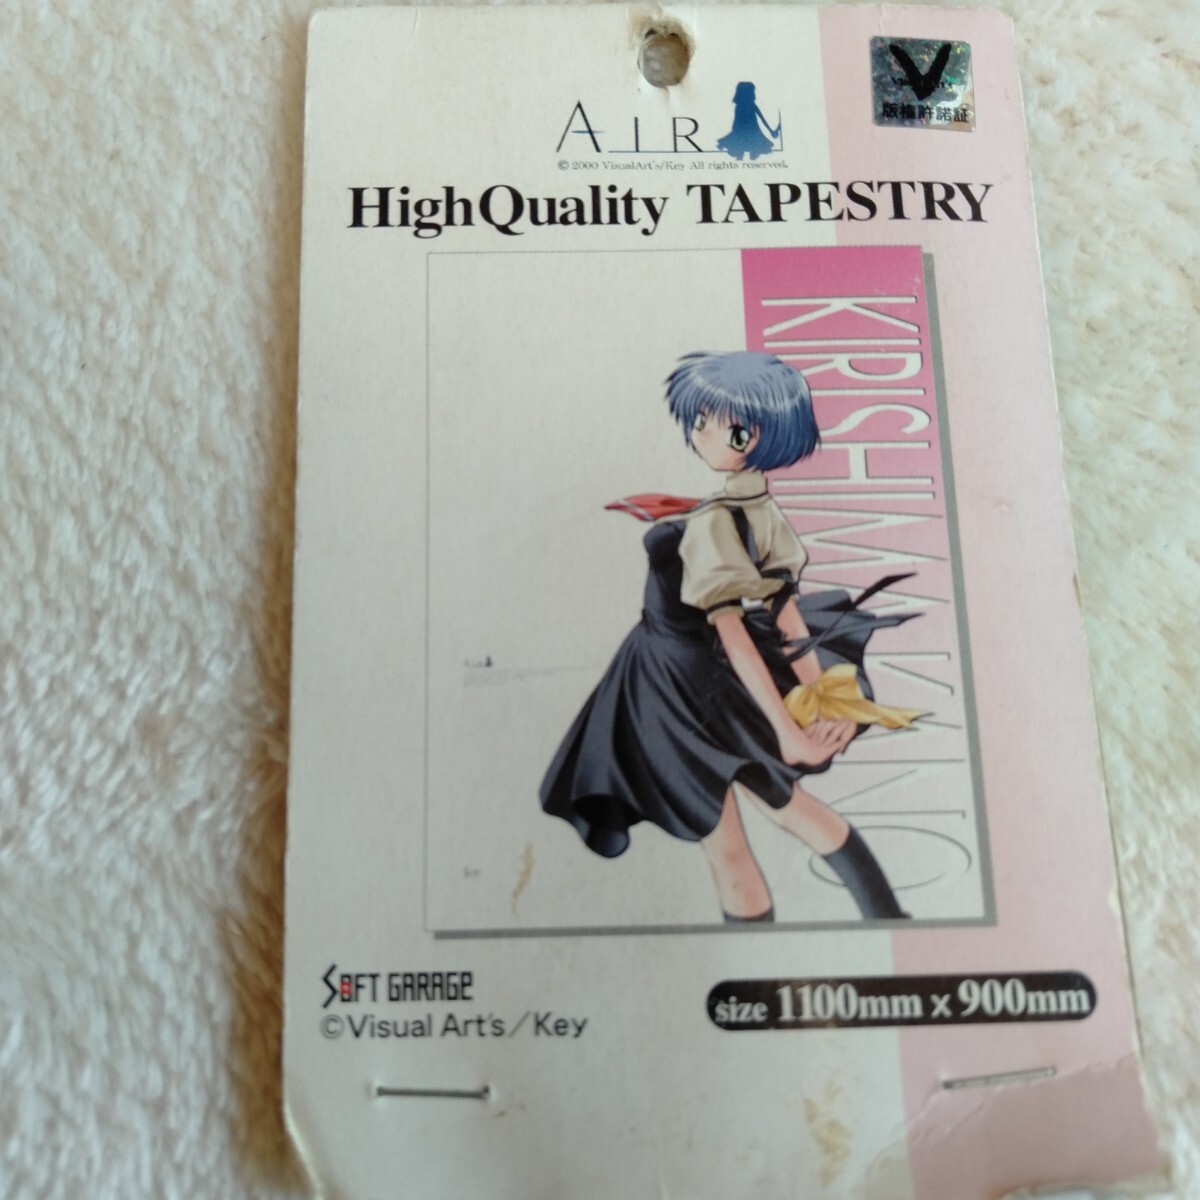 版権許諾証
AIR
© 2000 VisualArt's/Key All rights reserved.
HighQuality TAPESTRY
KIRISHIMA KANO
AIR
SOFT GARAGE
©Visual Art's/Key
size 1100mm x 900mm